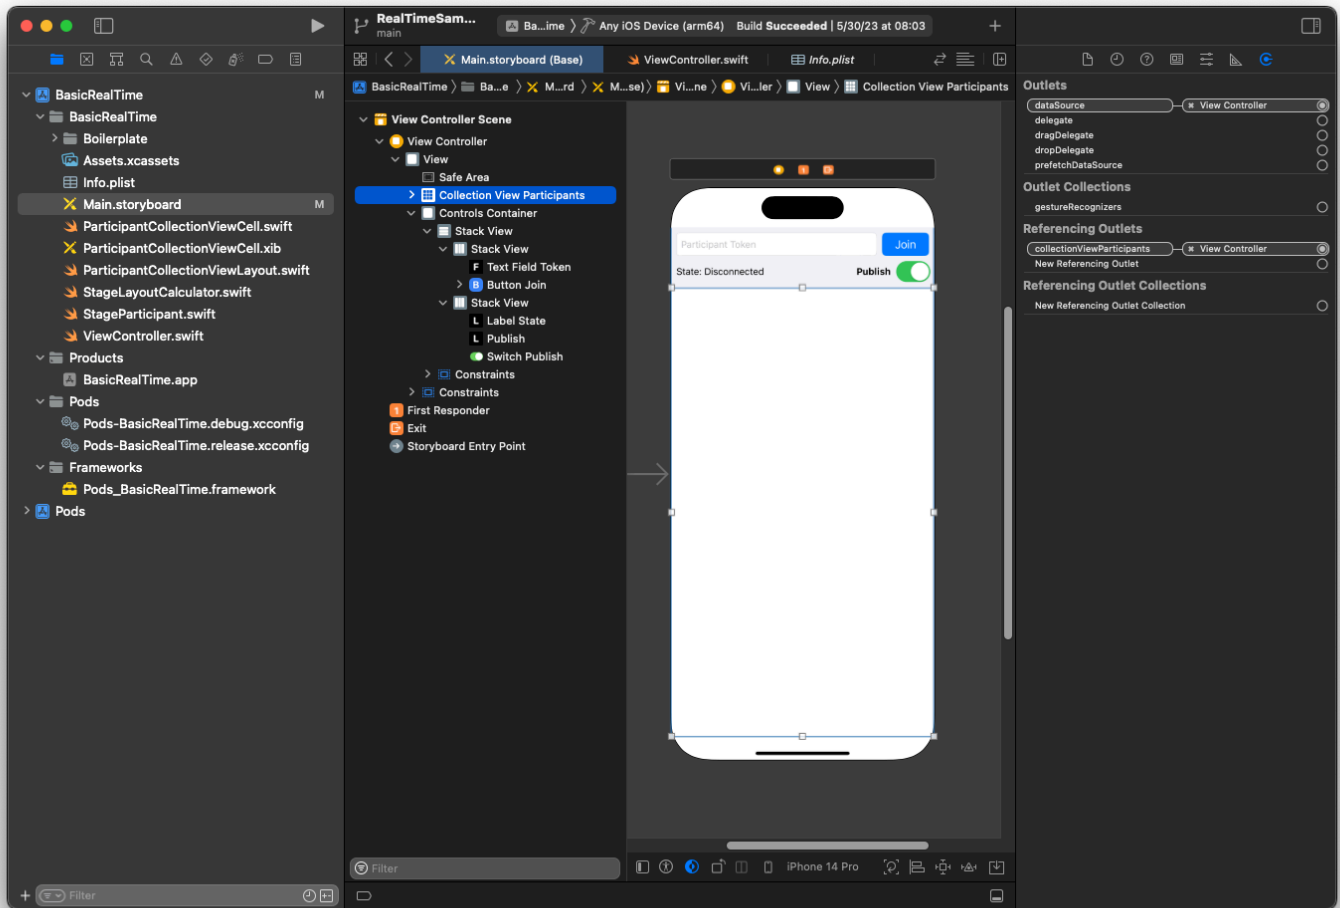 RealTimeSam...
main
Ba...ime
Any iOS Device (arm64)
Build Succeeded | 5/30/23 at 08:03
BasicRealTime M
BasicRealTime
Boilerplate
Assets.xcassets
Info.plist
Main.storyboard M
ParticipantCollectionViewCell.swift
ParticipantCollectionViewCell.xib
ParticipantCollectionViewLayout.swift
StageLayoutCalculator.swift
StageParticipant.swift
ViewController.swift
Products
BasicRealTime.app
Pods
Pods-BasicRealTime.debug.xcconfig
Pods-BasicRealTime.release.xcconfig
Frameworks
Pods_BasicRealTime.framework
Pods
Filter
Main.storyboard (Base)
ViewController.swift
Info.plist
BasicRealTime Ba...e M...rd M...se) Vi...ne Vi...ler View Collection View Participants
View Controller Scene
View Controller
View
Safe Area
Collection View Participants
Controls Container
Stack View
Stack View
F Text Field Token
B Button Join
Stack View
L Label State
L Publish
Switch Publish
Constraints
Constraints
1 First Responder
Exit
Storyboard Entry Point
Filter
Participant Token
Join
State: Disconnected
Publish
iPhone 14 Pro
Outlets
dataSource View Controller
delegate
dragDelegate
dropDelegate
prefetchDataSource
Outlet Collections
gestureRecognizers
Referencing Outlets
collectionViewParticipants View Controller
New Referencing Outlet
Referencing Outlet Collections
New Referencing Outlet Collection